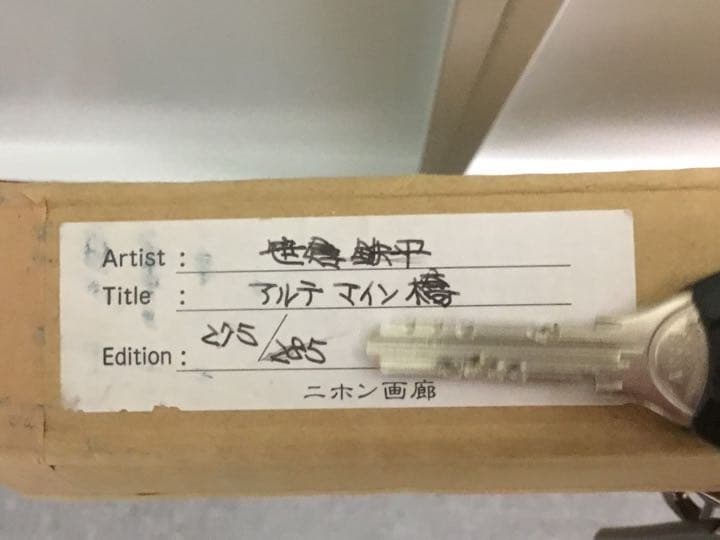 Artist :
Title : アルテ マイン 橋
Edition : 275/285
ニホン画廊